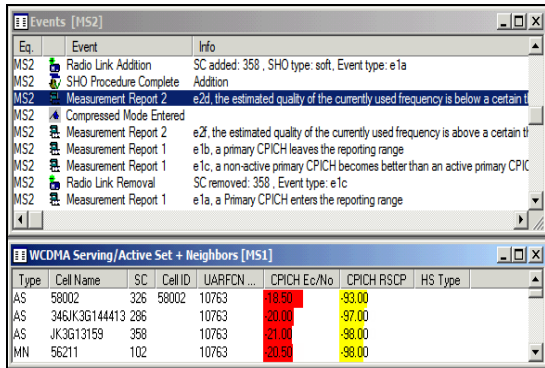 Events [MS2]
Eq. Event Info
MS2 Radio Link Addition SC added: 358 , SHO type: soft, Event type: e1a
MS2 SHO Procedure Complete Addition
MS2 Measurement Report 2 e2d, the estimated quality of the currently used frequency is below a certain
MS2 Compressed Mode Entered
MS2 Measurement Report 2 e2f, the estimated quality of the currently used frequency is above a certain
MS2 Measurement Report 1 e1b, a primary CPICH leaves the reporting range
MS2 Measurement Report 1 e1c, a non-active primary CPICH becomes better than an active primary CPIC
MS2 Radio Link Removal SC removed: 358 , Event type: e1c
MS2 Measurement Report 1 e1a, a Primary CPICH enters the reporting range
WCDMA Serving/Active Set + Neighbors [MS1]
Type Cell Name SC Cell ID UARFCN ... CPICH Ec/No CPICH RSCP HS Type
AS 58002 326 58002 10763 -18.50 -93.00
AS 346JK3G144413 286 10763 -20.00 -97.00
AS JK3G13159 358 10763 -21.00 -98.00
MN 56211 102 10763 -20.50 -98.00